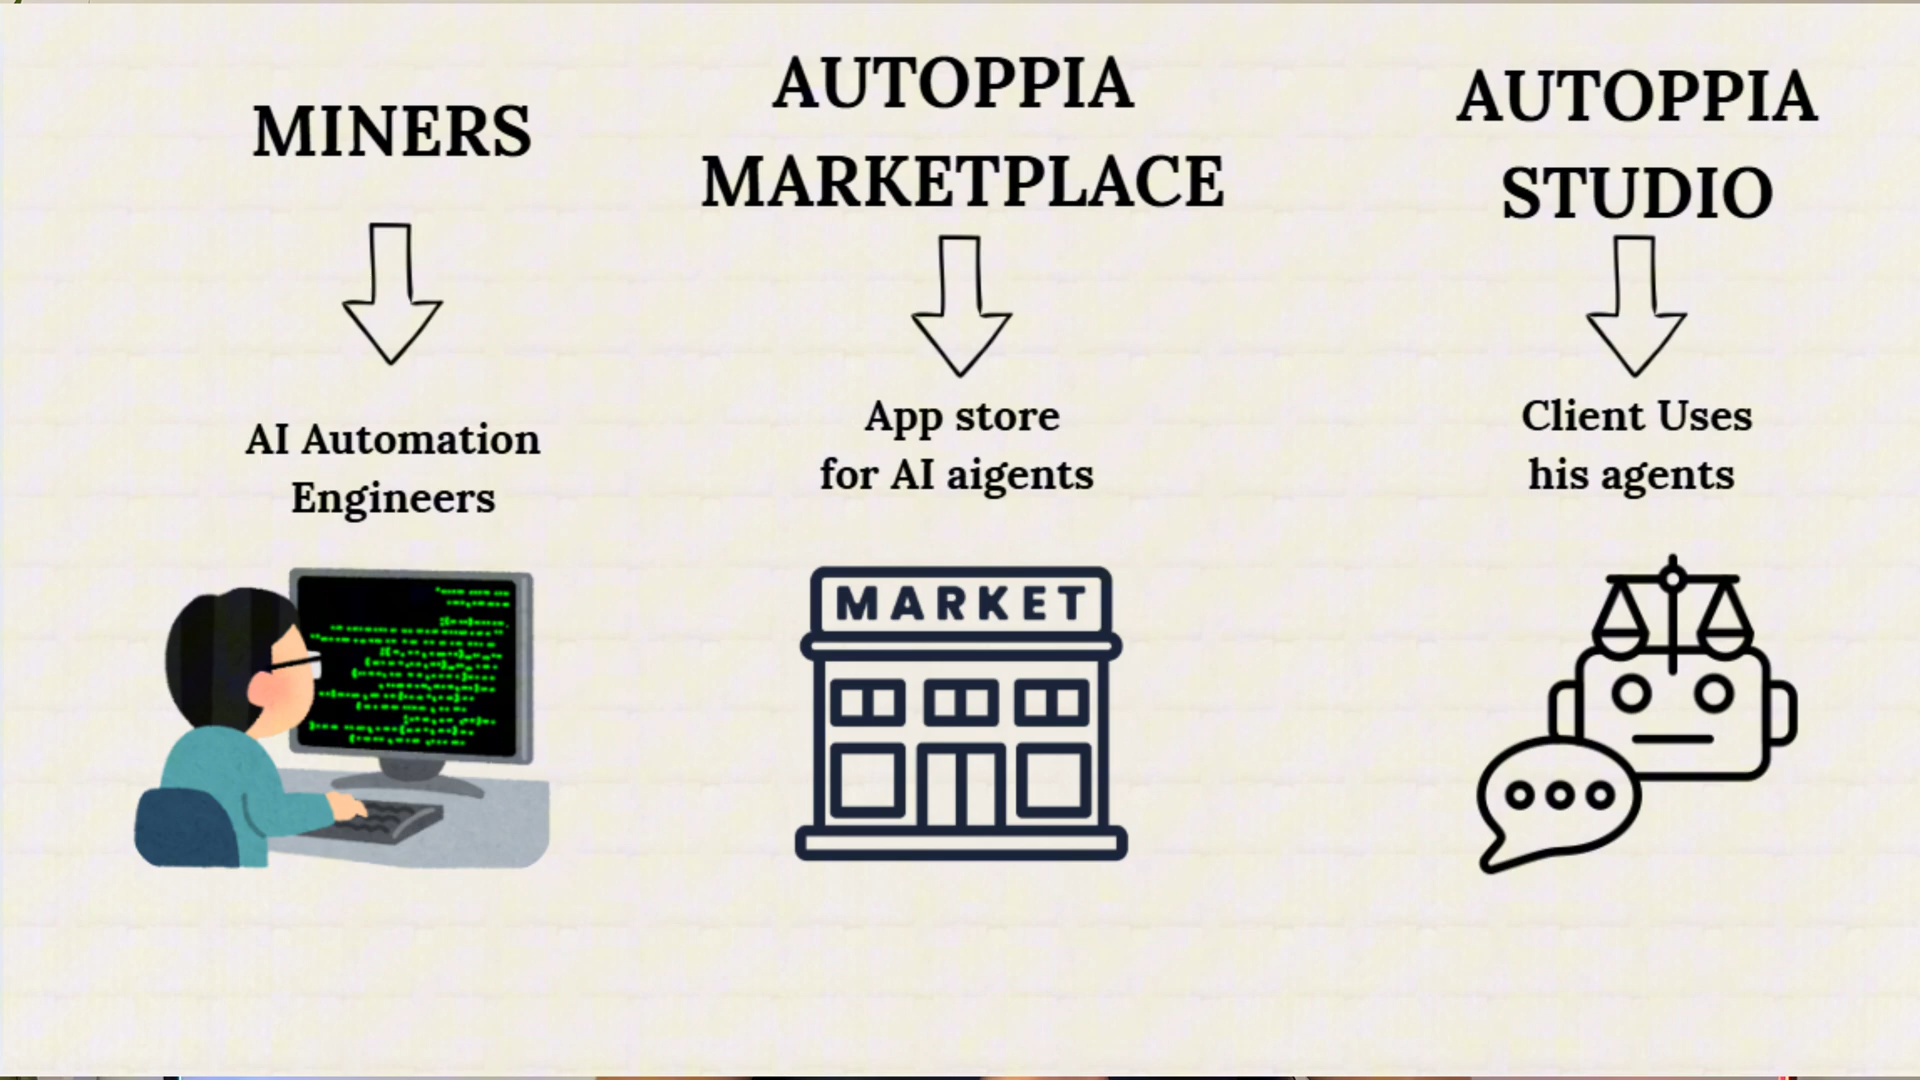 MINERS
AI Automation
Engineers
AUTOPPIA
MARKETPLACE
App store
for AI aigents
MARKET
AUTOPPIA
STUDIO
Client Uses
his agents